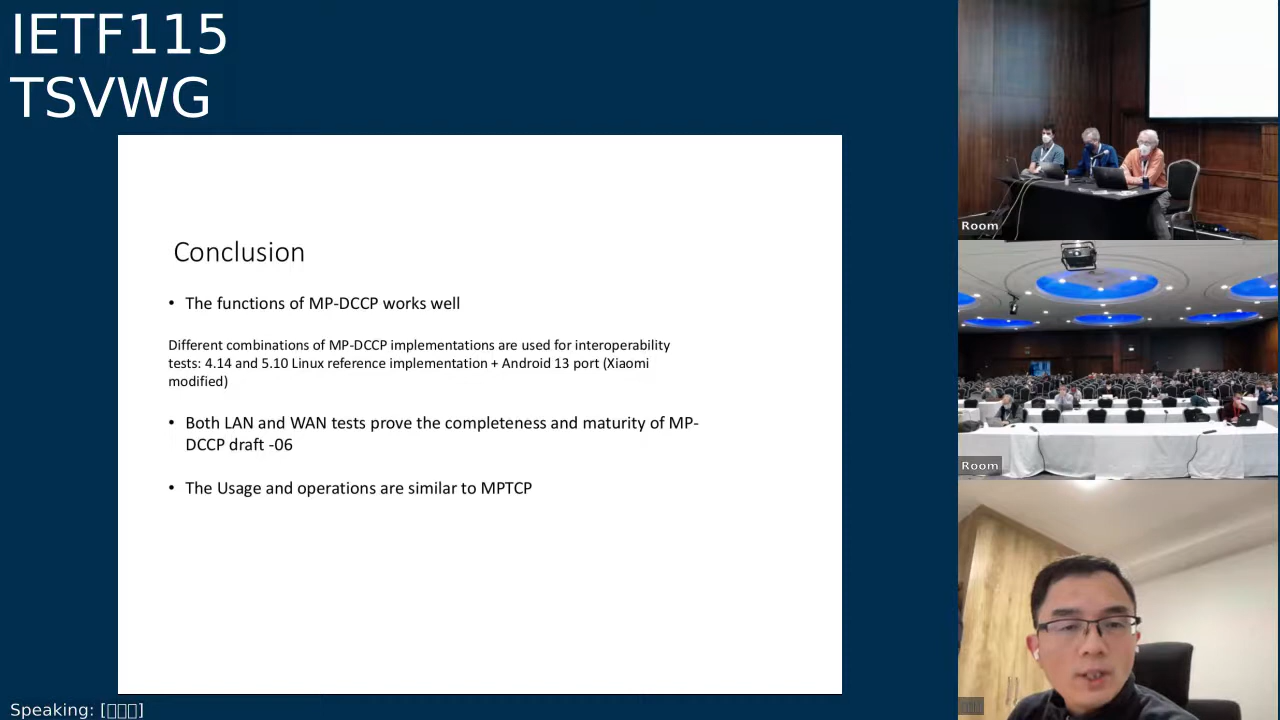 IETF115
TSVWG
Conclusion
• The functions of MP-DCCP works well
Different combinations of MP-DCCP implementations are used for interoperability
tests: 4.14 and 5.10 Linux reference implementation + Android 13 port (Xiaomi
modified)
• Both LAN and WAN tests prove the completeness and maturity of MP-
DCCP draft -06
• The Usage and operations are similar to MPTCP
Room
Room
Speaking: [▯▯▯]